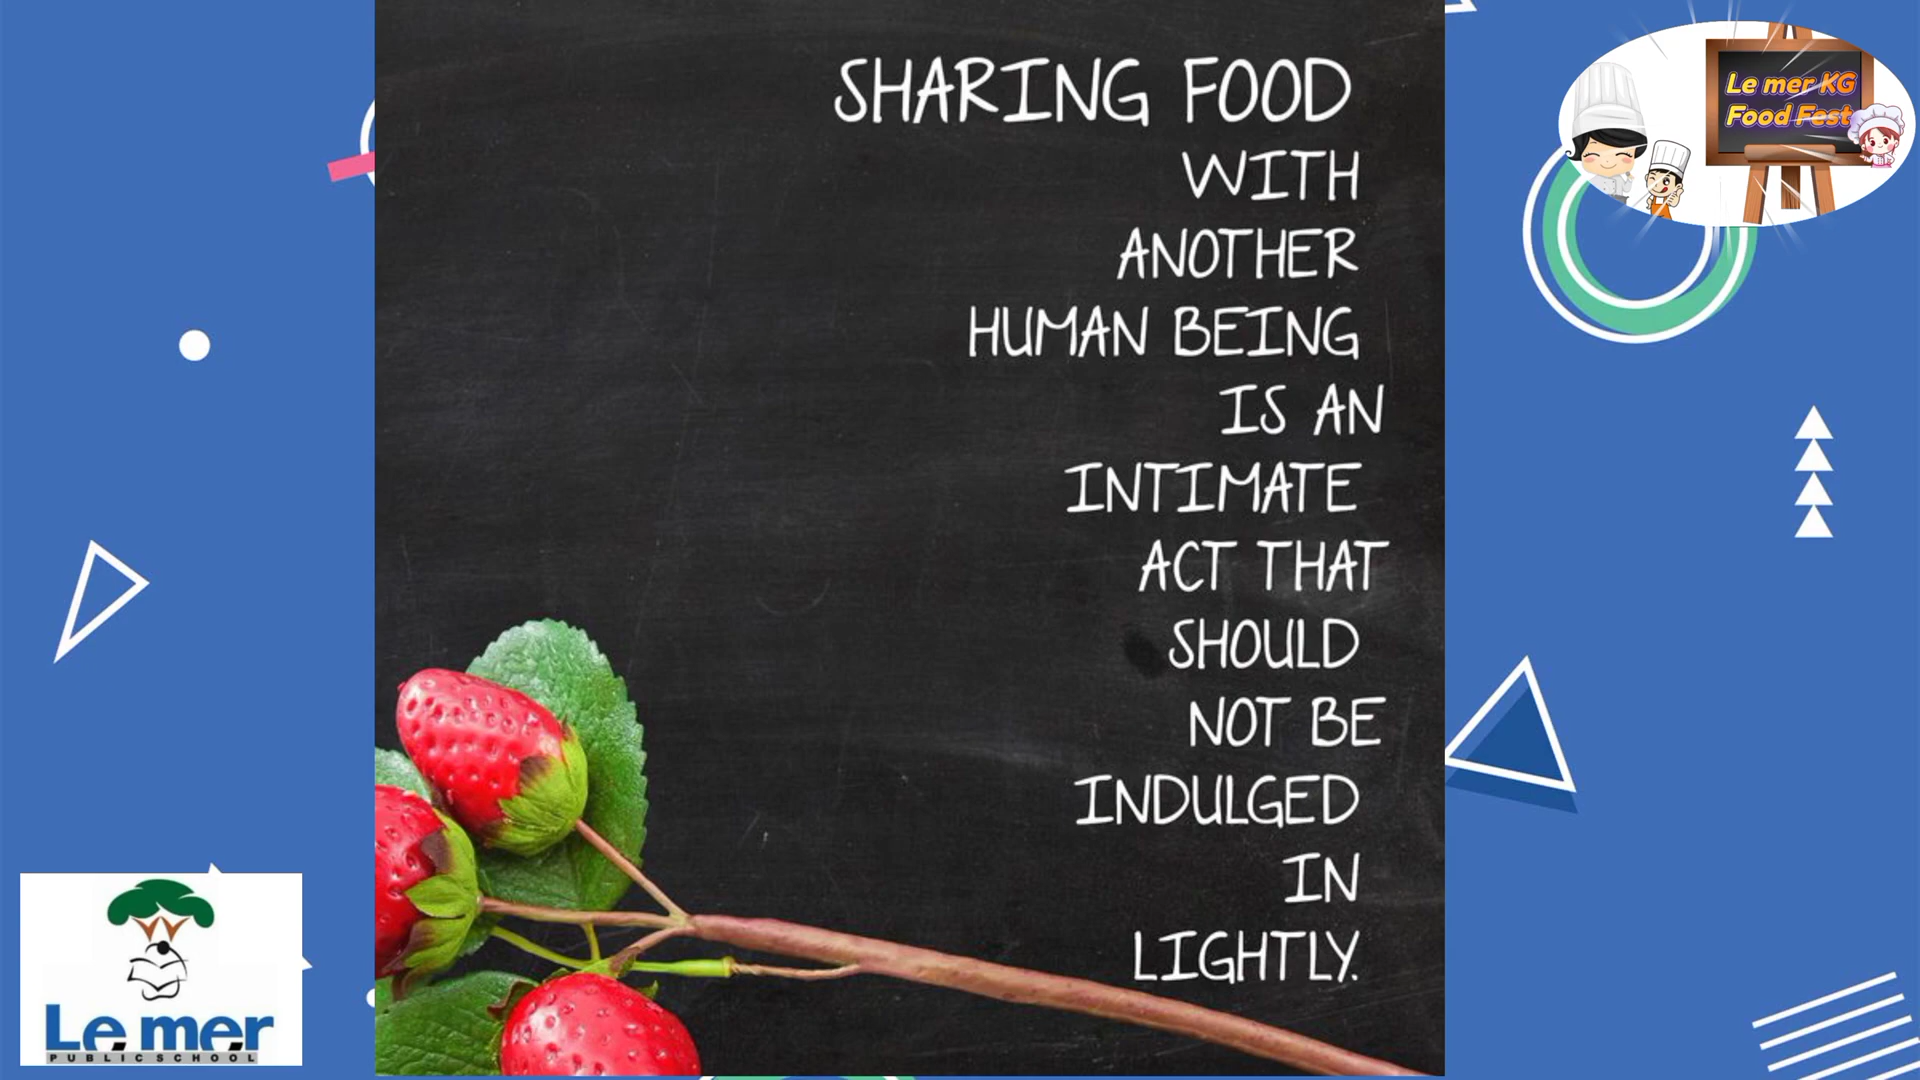 SHARING FOOD
WITH
ANOTHER
HUMAN BEING
IS AN
INTIMATE
ACT THAT
SHOULD
NOT BE
INDULGED
IN
LIGHTLY.
Le mer KG
Food Fest
Le mer
PUBLIC SCHOOL